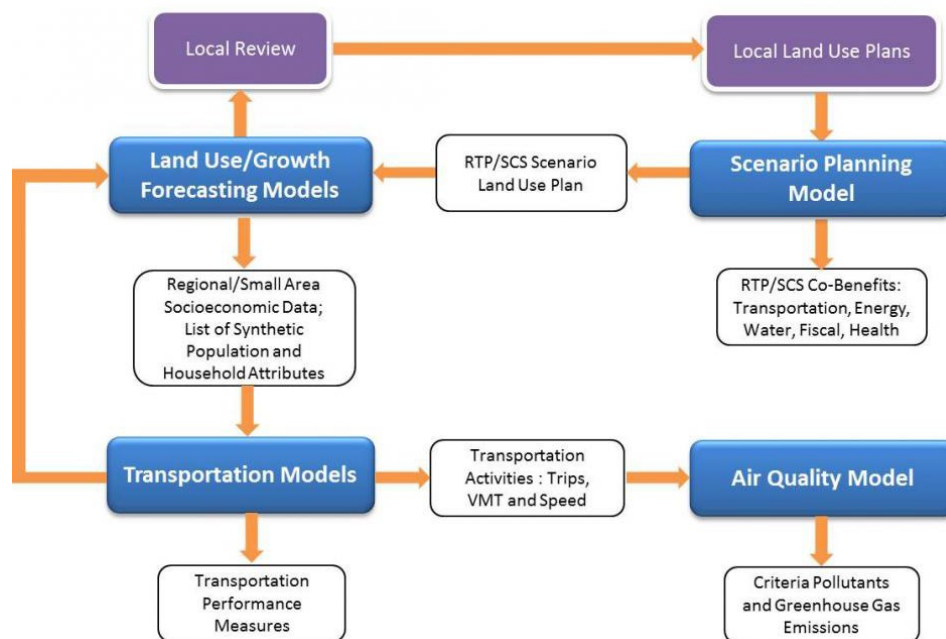 Local Review
Local Land Use Plans
Land Use/Growth
Forecasting Models
RTP/SCS Scenario
Land Use Plan
Scenario Planning
Model
Regional/Small Area
Socioeconomic Data;
List of Synthetic
Population and
Household Attributes
RTP/SCS Co-Benefits:
Transportation, Energy,
Water, Fiscal, Health
Transportation Models
Transportation
Activities : Trips,
VMT and Speed
Air Quality Model
Transportation
Performance
Measures
Criteria Pollutants
and Greenhouse Gas
Emissions